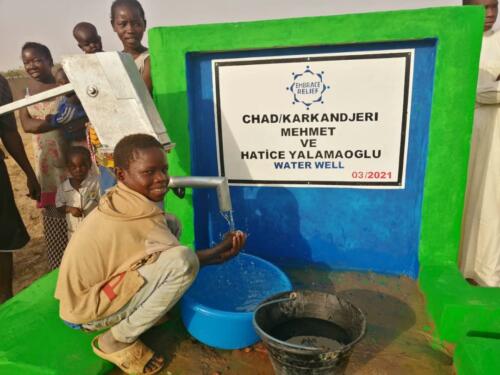 EMBRACE
RELIEF
CHAD/KARKANDJERI
MEHMET
VE
HATİCE YALAMAOGLU
WATER WELL
03/2021